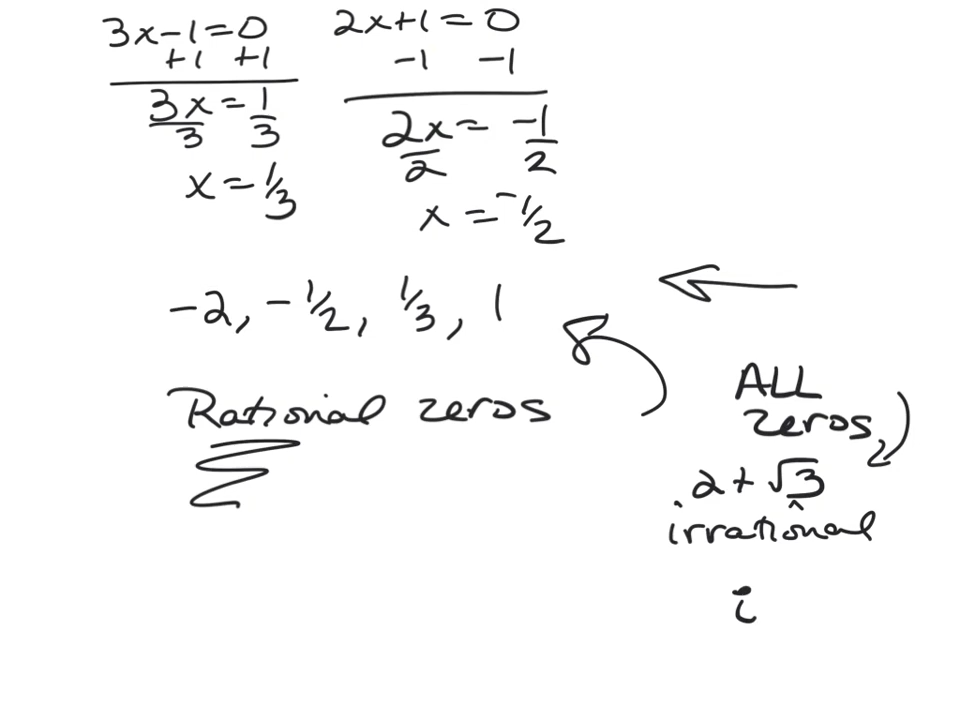 3x-1=0
+1 +1
3x/3 = 1/3
x = 1/3
2x+1=0
-1 -1
2x/2 = -1/2
x = -1/2
-2, -1/2, 1/3, 1
Rational zeros
ALL
zeros
2+√3
irrational
i